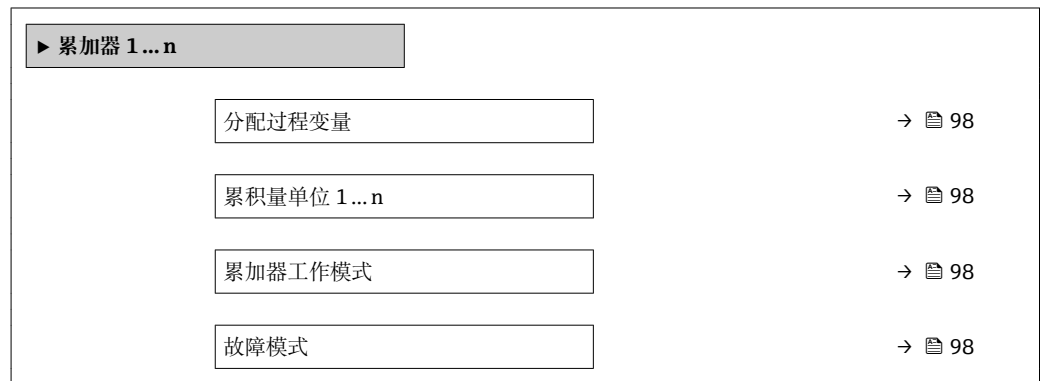 ▶ 累加器 1…n
分配过程变量 → 98
累积量单位 1…n → 98
累加器工作模式 → 98
故障模式 → 98